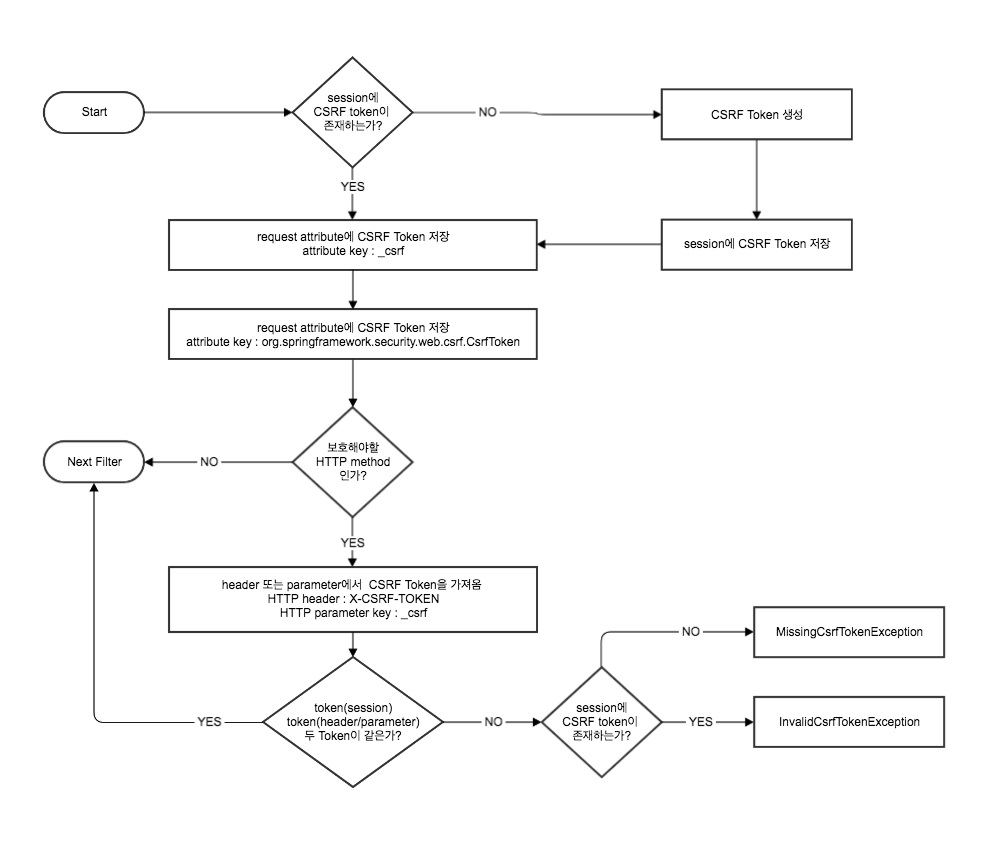 Start
session에
CSRF token이
존재하는가?
NO
CSRF Token 생성
YES
request attribute에 CSRF Token 저장
attribute key : _csrf
session에 CSRF Token 저장
request attribute에 CSRF Token 저장
attribute key : org.springframework.security.web.csrf.CsrfToken
보호해야할
HTTP method
인가?
NO
Next Filter
YES
header 또는 parameter에서 CSRF Token을 가져옴
HTTP header : X-CSRF-TOKEN
HTTP parameter key : _csrf
token(session)
token(header/parameter)
두 Token이 같은가?
YES
NO
session에
CSRF token이
존재하는가?
NO
MissingCsrfTokenException
YES
InvalidCsrfTokenException